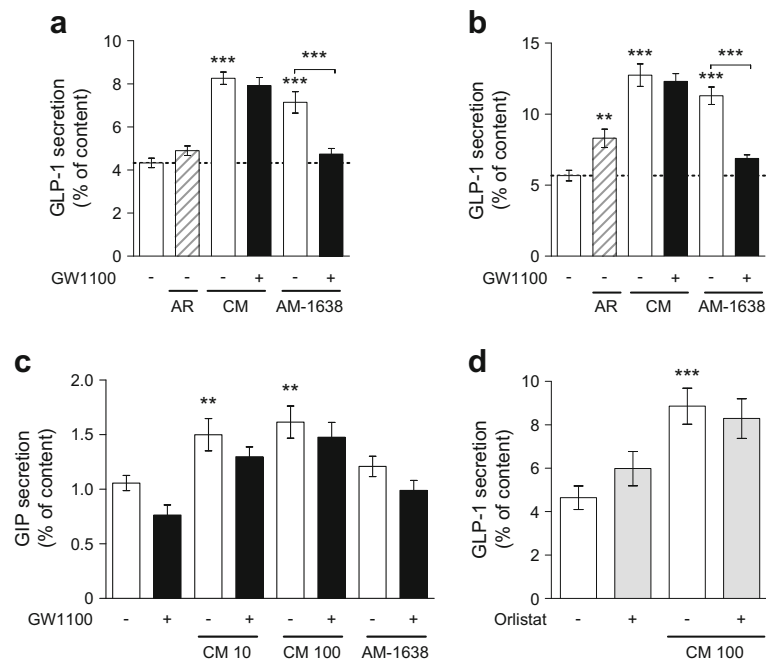 a
10
8
6
4
2
0
GLP-1 secretion
(% of content)
***
***
***
GW1100 - - - + - +
AR CM AM-1638
b
15
10
5
0
GLP-1 secretion
(% of content)
**
***
***
***
GW1100 - - - + - +
AR CM AM-1638
c
2.0
1.5
1.0
0.5
0
GIP secretion
(% of content)
** **
GW1100 - + - + - + - +
CM 10 CM 100 AM-1638
d
10
8
6
4
2
0
GLP-1 secretion
(% of content)
***
Orlistat - + - +
CM 100